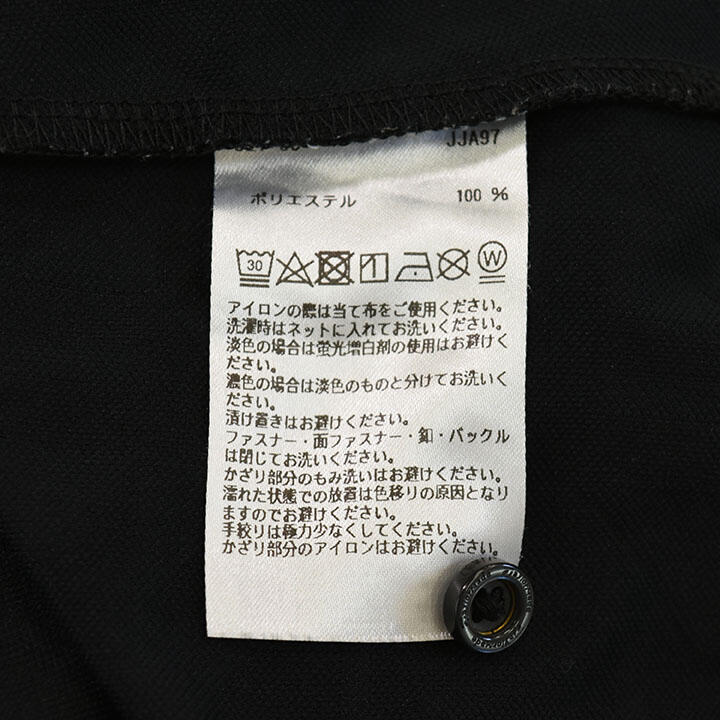 JJA97
ポリエステル 100 %
30 W
アイロンの際は当て布をご使用ください。
洗濯時はネットに入れてお洗いください。
淡色の場合は蛍光増白剤の使用はお避けく
ださい。
濃色の場合は淡色のものと分けてお洗いく
ださい。
漬け置きはお避けください。
ファスナー・面ファスナー・釦・バックル
は閉じてお洗いください。
かざり部分のもみ洗いはお避けください。
濡れた状態での放置は色移りの原因となり
ますのでお避けください。
手絞りは極力少なくしてください。
かざり部分のアイロンはお避けください。